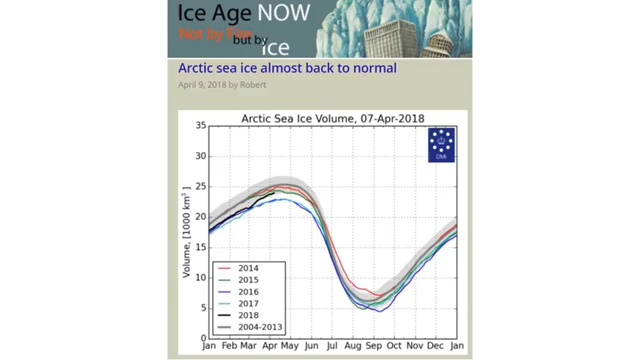 Ice Age NOW
Not by Fire
but by
ice
Arctic sea ice almost back to normal
April 9, 2018 by Robert
Arctic Sea Ice Volume, 07-Apr-2018
35
30
25
20
15
10
5
0
Volume, [1000 km³]
DMI
2014
2015
2016
2017
2018
2004-2013
Jan Feb Mar Apr May Jun Jul Aug Sep Oct Nov Dec Jan